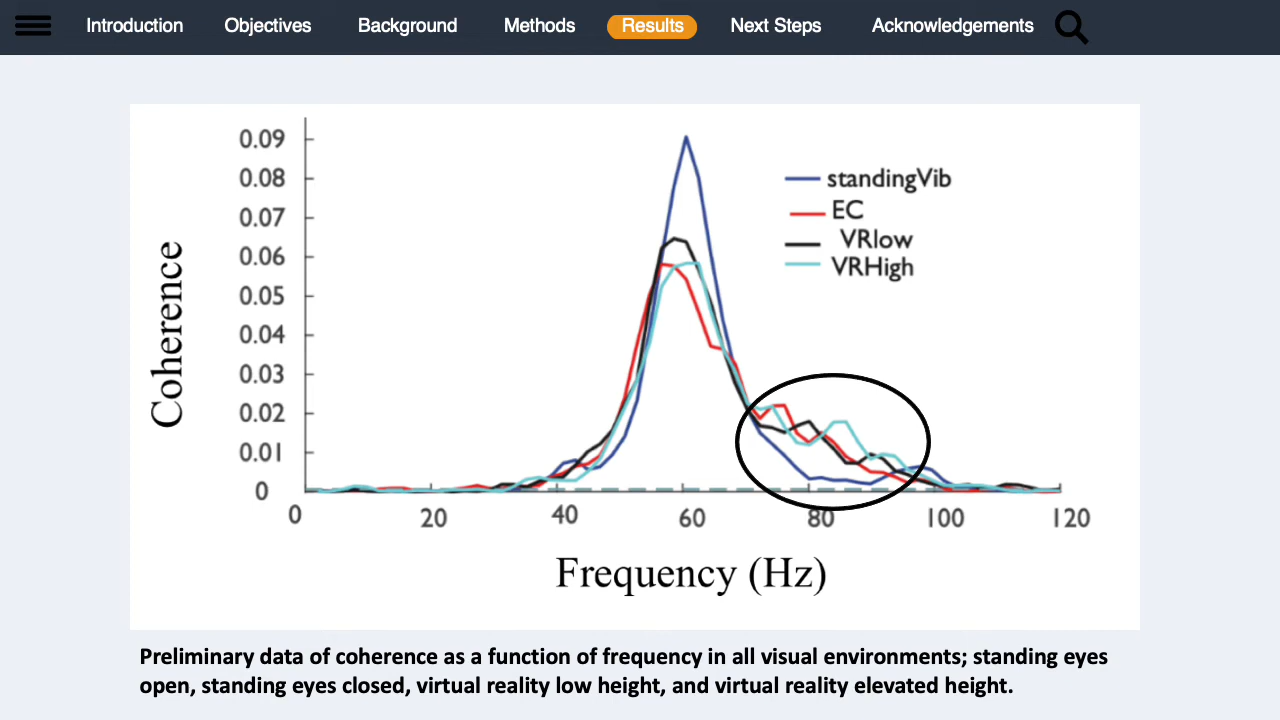 Introduction Objectives Background Methods Results Next Steps Acknowledgements
0.09
0.08
0.07
0.06
0.05
0.04
0.03
0.02
0.01
0
Coherence
standingVib
EC
VRlow
VRHigh
0 20 40 60 80 100 120
Frequency (Hz)
Preliminary data of coherence as a function of frequency in all visual environments; standing eyes
open, standing eyes closed, virtual reality low height, and virtual reality elevated height.